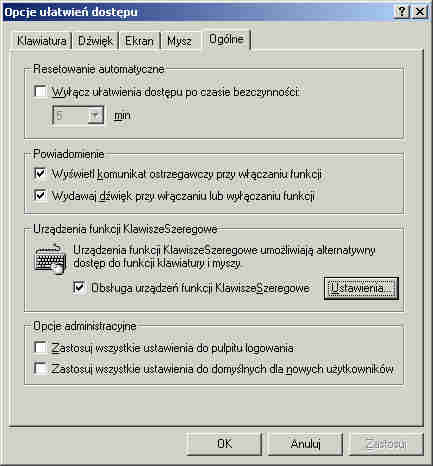 Opcje ułatwień dostępu
Klawiatura Dźwięk Ekran Mysz Ogólne
Resetowanie automatyczne
Wyłącz ułatwienia dostępu po czasie bezczynności:
5 min
Powiadomienie
Wyświetl komunikat ostrzegawczy przy włączaniu funkcji
Wydawaj dźwięk przy włączaniu lub wyłączaniu funkcji
Urządzenia funkcji KlawiszeSzeregowe
Urządzenia funkcji KlawiszeSzeregowe umożliwiają alternatywny
dostęp do funkcji klawiatury i myszy.
Obsługa urządzeń funkcji KlawiszeSzeregowe Ustawienia...
Opcje administracyjne
Zastosuj wszystkie ustawienia do pulpitu logowania
Zastosuj wszystkie ustawienia do domyślnych dla nowych użytkowników
OK Anuluj Zastosuj